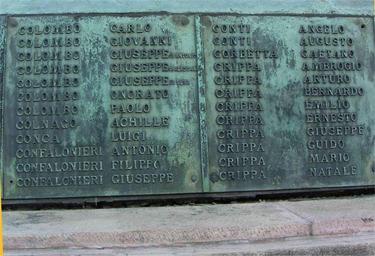 COLOMBO CARLO
COLOMBO GIOVANNI
COLOMBO GIUSEPPE
COLOMBO GIUSEPPE
COLOMBO GIUSEPPE
COLOMBO ONORATO
COLOMBO PAOLO
COLNAGO ACHILLE
CONCA LUIGI
CONFALONIERI ANTONIO
CONFALONIERI FILIPPO
CONFALONIERI GIUSEPPE
CONTI ANGELO
CONTI AUGUSTO
CORBETTA GAETANO
CRIPPA AMBROGIO
CRIPPA ARTURO
CRIPPA BERNARDO
CRIPPA EMILIO
CRIPPA ERNESTO
CRIPPA GIUSEPPE
CRIPPA GUIDO
CRIPPA MARIO
CRIPPA NATALE